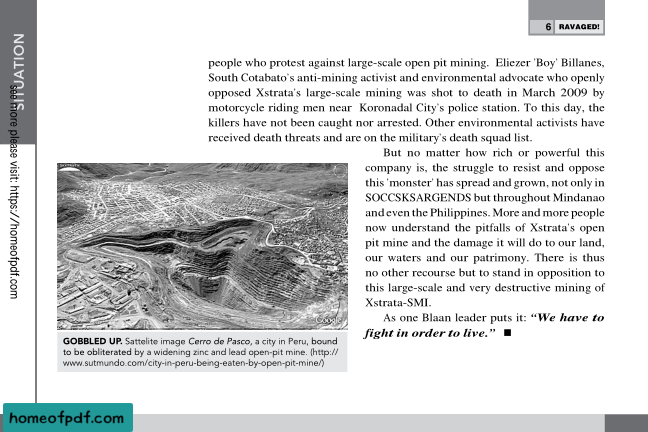 6 RAVAGED!
SITUATION
see more please visit: https://homeofpdf.com
people who protest against large-scale open pit mining. Eliezer 'Boy' Billanes,
South Cotabato's anti-mining activist and environmental advocate who openly
opposed Xstrata's large-scale mining was shot to death in March 2009 by
motorcycle riding men near Koronadal City's police station. To this day, the
killers have not been caught nor arrested. Other environmental activists have
received death threats and are on the military's death squad list.
But no matter how rich or powerful this
company is, the struggle to resist and oppose
this 'monster' has spread and grown, not only in
SOCCSKSARGENDS but throughout Mindanao
and even the Philippines. More and more people
now understand the pitfalls of Xstrata's open
pit mine and the damage it will do to our land,
our waters and our patrimony. There is thus
no other recourse but to stand in opposition to
this large-scale and very destructive mining of
Xstrata-SMI.
As one Blaan leader puts it: “We have to
fight in order to live.” ■
Google
GOBBLED UP. Sattelite image Cerro de Pasco, a city in Peru, bound
to be obliterated by a widening zinc and lead open-pit mine. (http://
www.sutmundo.com/city-in-peru-being-eaten-by-open-pit-mine/)
homeofpdf.com